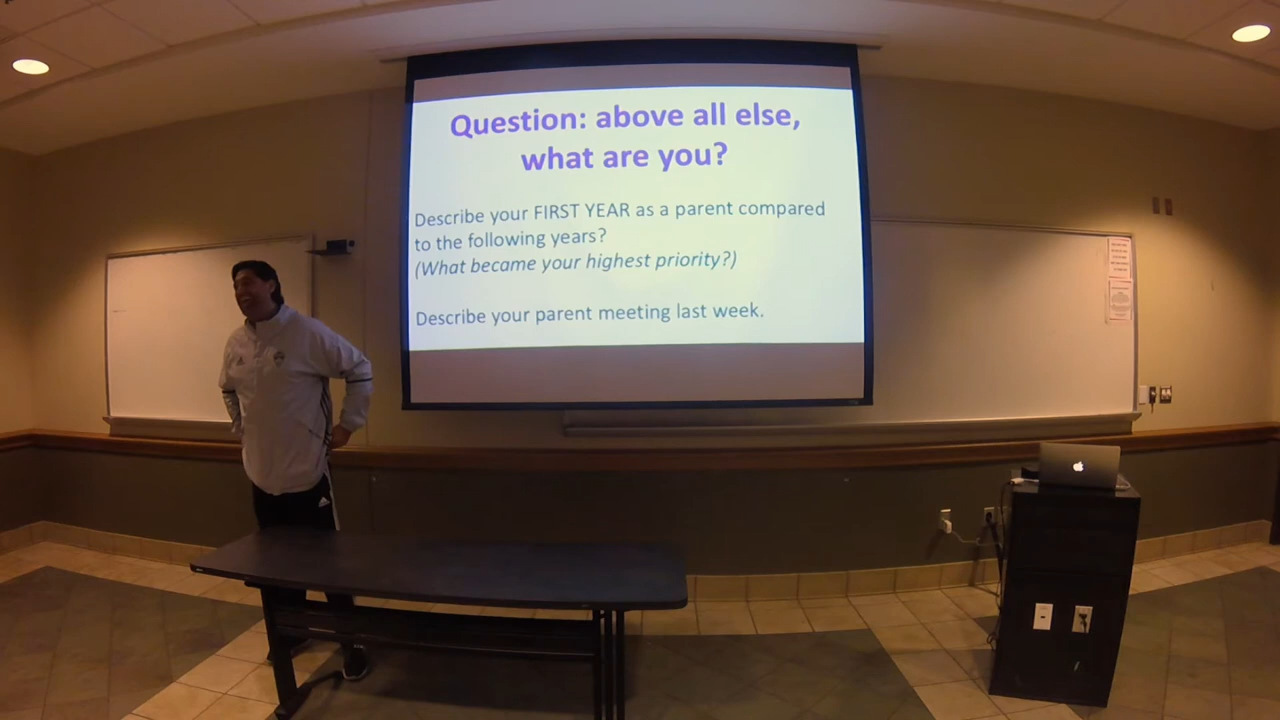 Question: above all else,
what are you?
Describe your FIRST YEAR as a parent compared
to the following years?
(What became your highest priority?)
Describe your parent meeting last week.